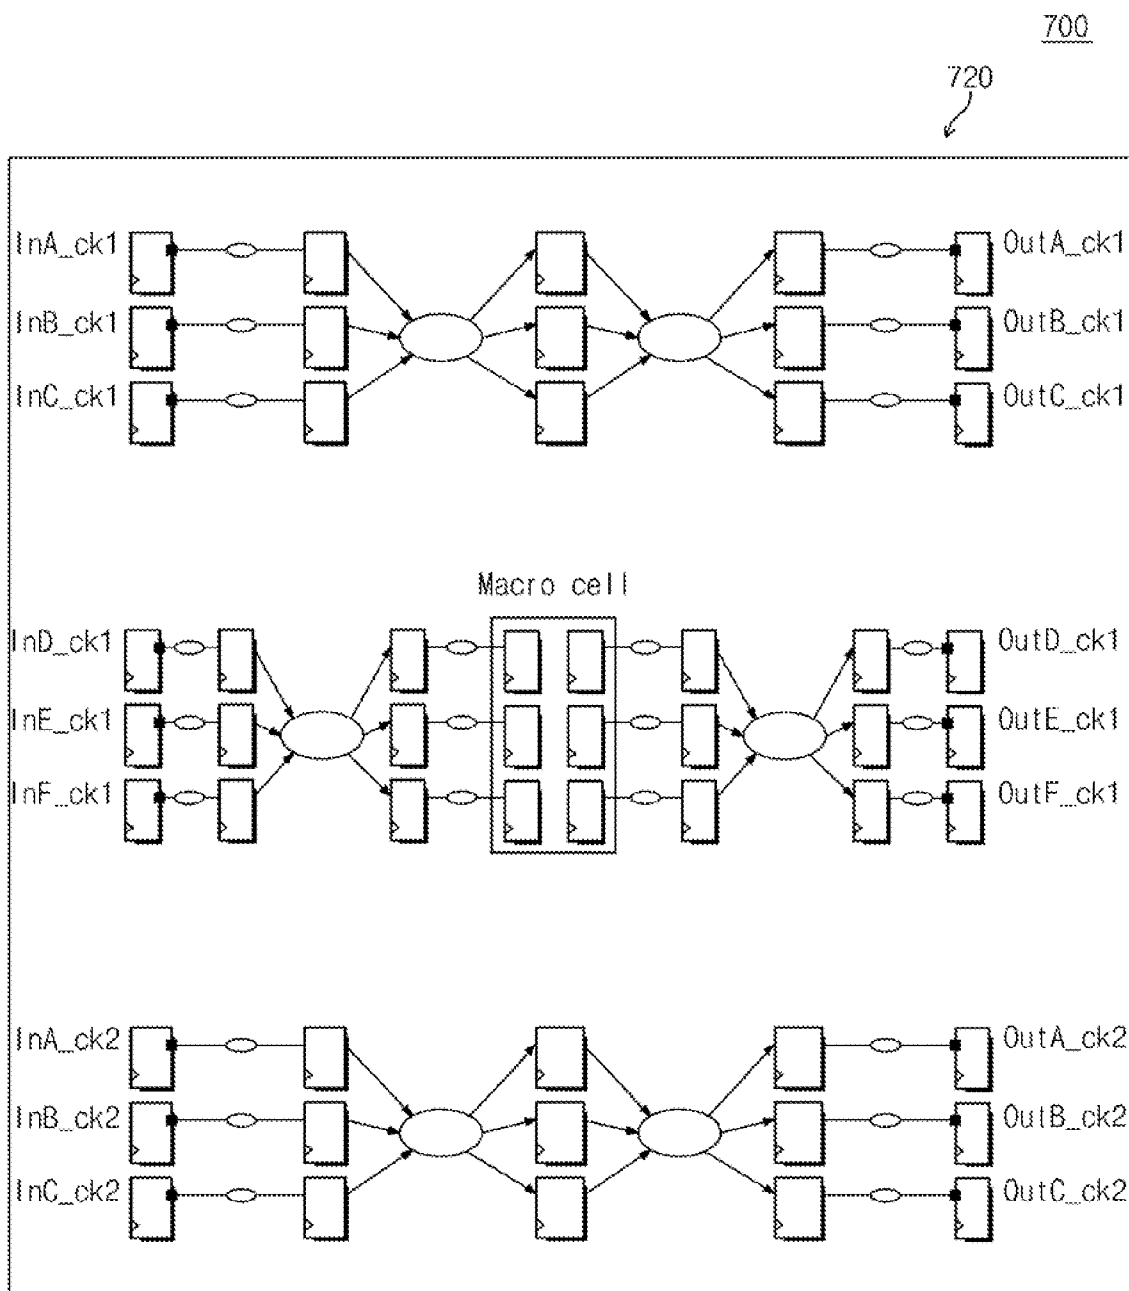 700
720
InA_ck1 OutA_ck1
InB_ck1 OutB_ck1
InC_ck1 OutC_ck1
Macro cell
InD_ck1 OutD_ck1
InE_ck1 OutE_ck1
InF_ck1 OutF_ck1
InA_ck2 OutA_ck2
InB_ck2 OutB_ck2
InC_ck2 OutC_ck2